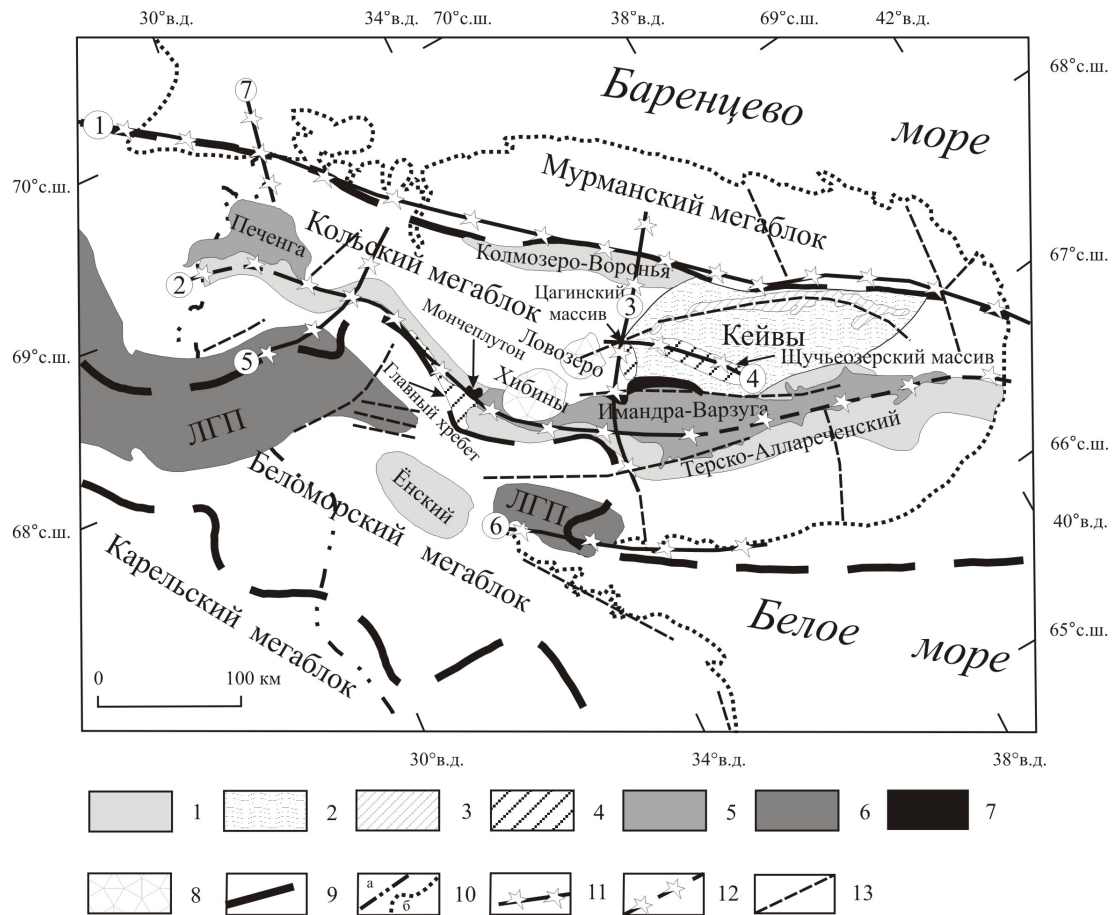 30°в.д.
34°в.д.
70°с.ш.
38°в.д.
69°с.ш.
42°в.д.
68°с.ш.
Баренцево
море
7
1
70°с.ш.
Мурманский мегаблок
Печенга
Кольский мегаблок
Колмозеро-Воронья
67°с.ш.
2
Цагинский
массив
3
Мончеплутон
Ловозеро
Кейвы
69°с.ш.
5
Щучьеозерский массив
4
Главный хребет
Хибины
Имандра-Варзуга
ЛГП
Терско-Аллареченский
66°с.ш.
Беломорский мегаблок
Ёнский
ЛГП
6
68°с.ш.
40°в.д.
Карельский мегаблок
Белое
море
65°с.ш.
0
100 км
30°в.д.
34°в.д.
38°в.д.
1
2
3
4
5
6
7
8
9
а
б
10
11
12
13